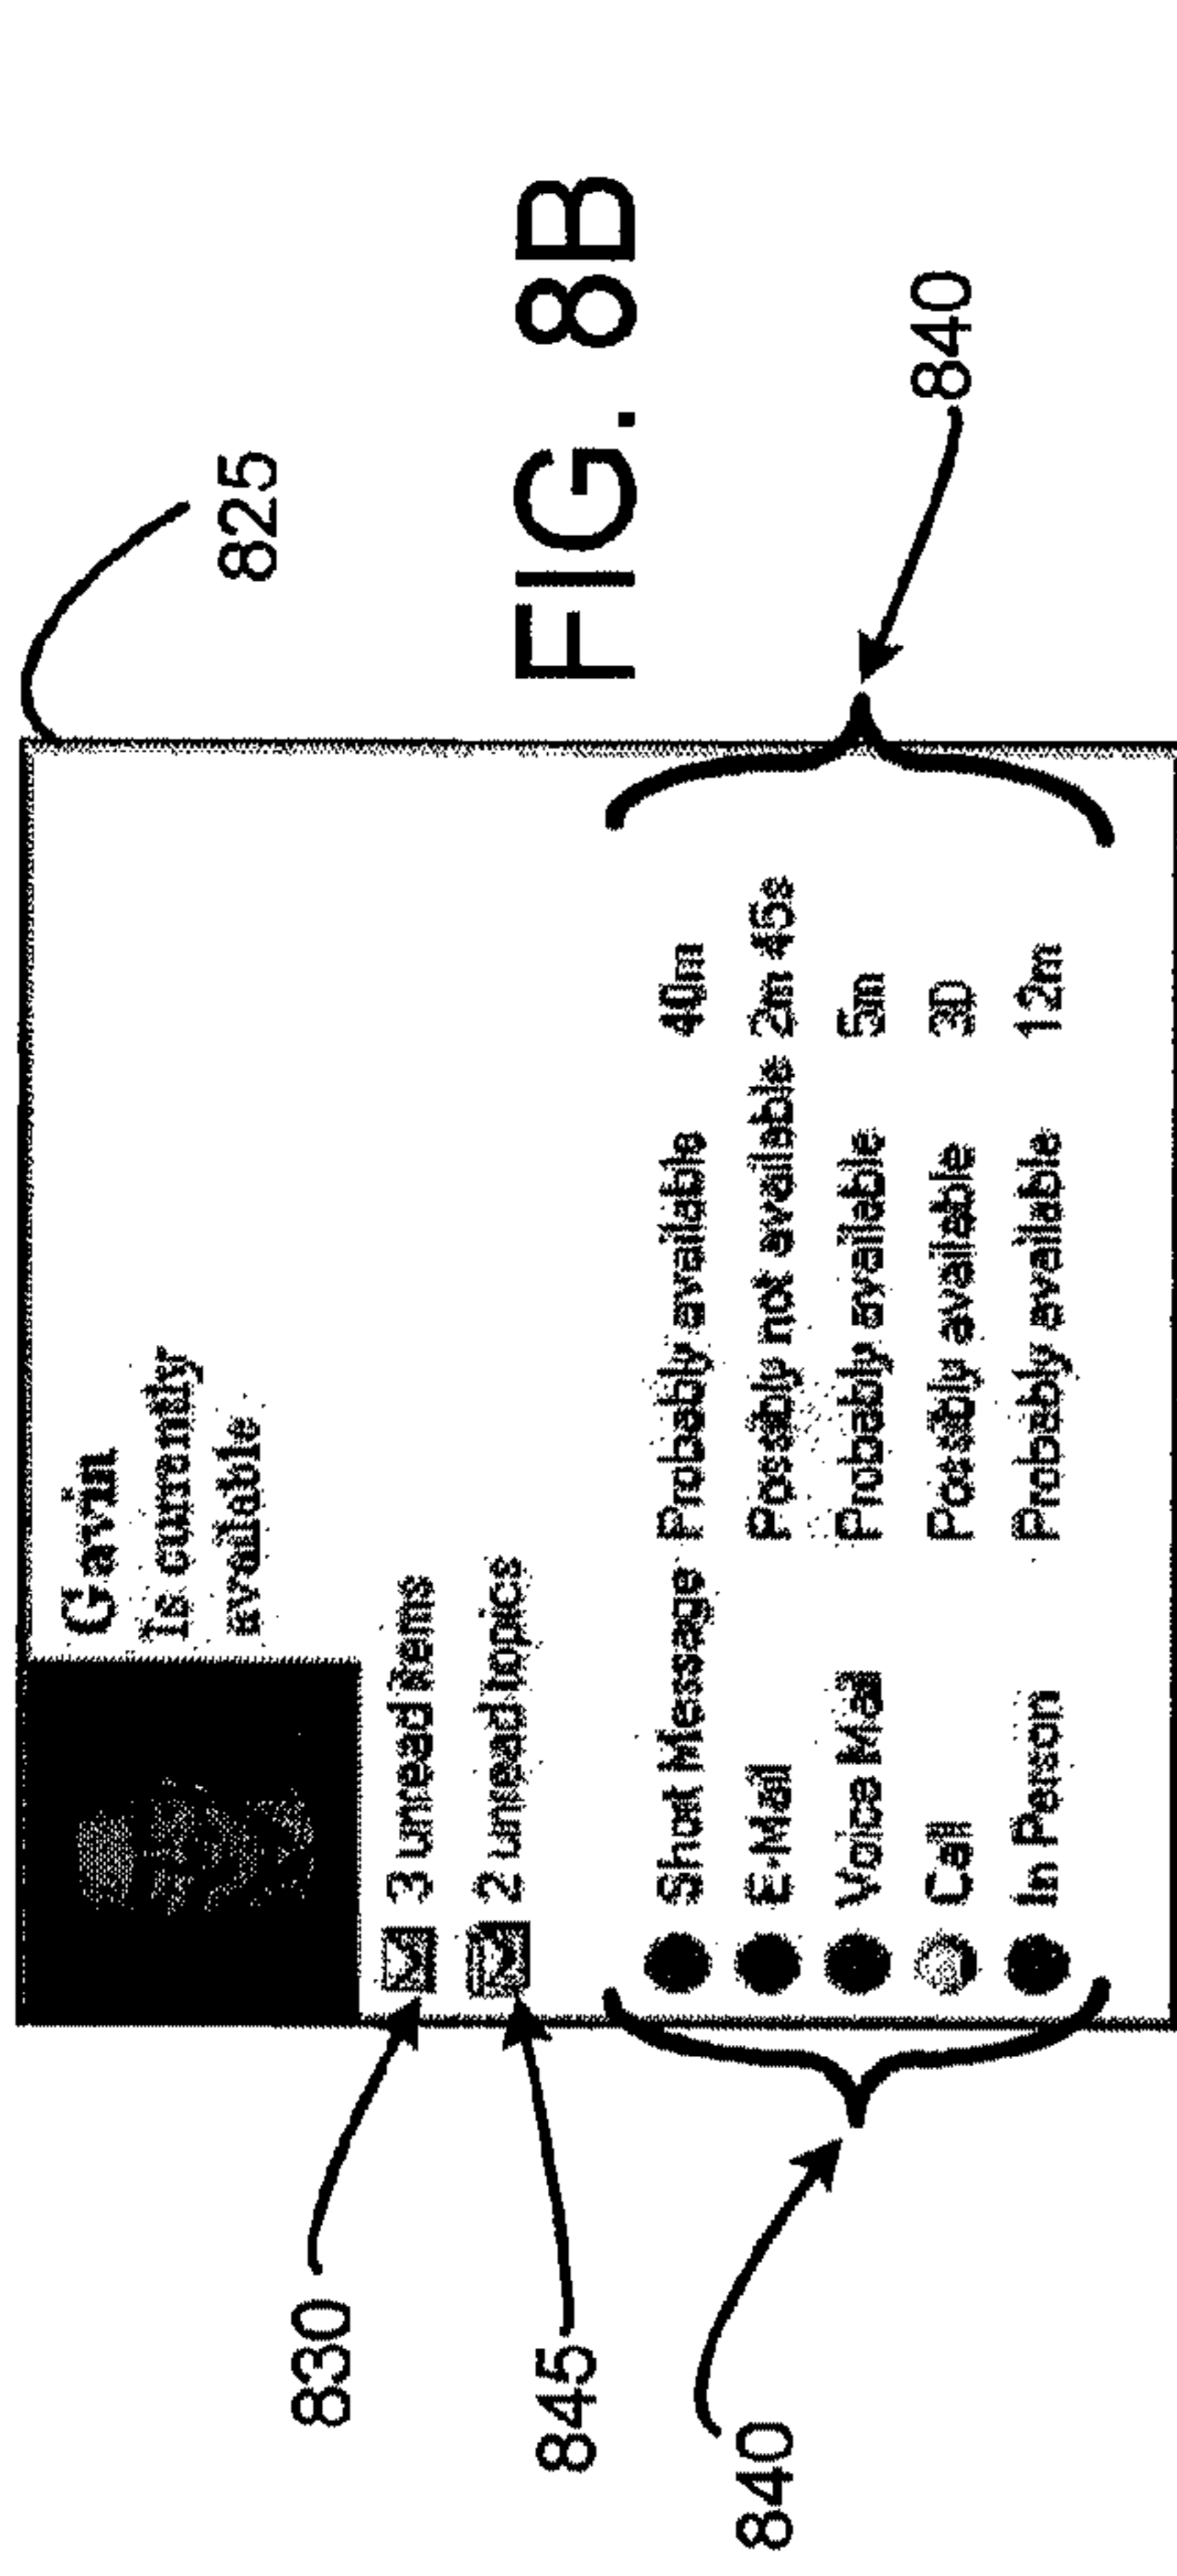 825
Gavin
Is currently
available
830
3 unread items
845
2 unread topics
FIG. 8B
840
840
Short Message Probably available 40m
E-Mail Possibly not available 2m 45s
Voice Mail Probably available 5m
Call Possibly available 3D
In Person Probably available 12m